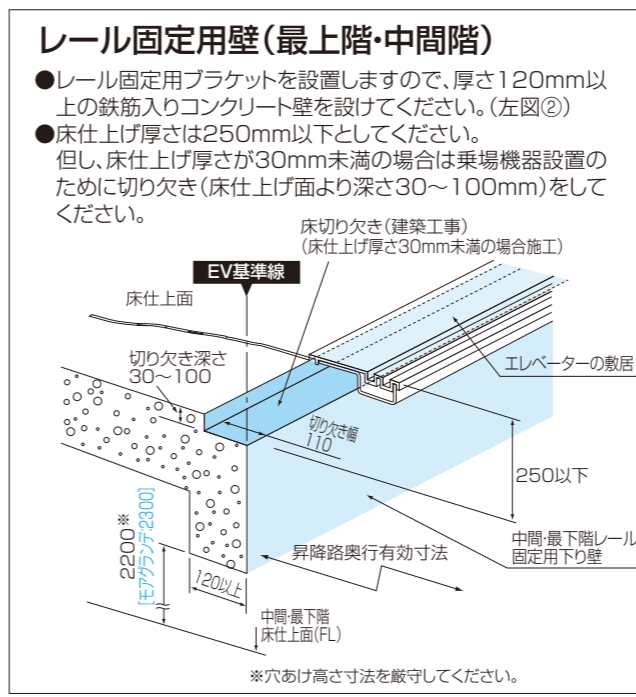 レール固定用壁(最上階・中間階)
●レール固定用ブラケットを設置しますので、厚さ120mm以
上の鉄筋入りコンクリート壁を設けてください。(左図②)
●床仕上げ厚さは250mm以下としてください。
但し、床仕上げ厚さが30mm未満の場合は乗場機器設置の
ために切り欠き(床仕上げ面より深さ30〜100mm)をして
ください。
床切り欠き(建築工事)
(床仕上げ厚さ30mm未満の場合施工)
EV基準線
床仕上面
切り欠き深さ
30〜100
エレベーターの敷居
切り欠き幅
110
250以下
中間・最下階レール
固定用下り壁
昇降路奥行有効寸法
2200※
[モアグランデ:2300]
120以上
中間・最下階
床仕上面(FL)
※穴あけ高さ寸法を厳守してください。